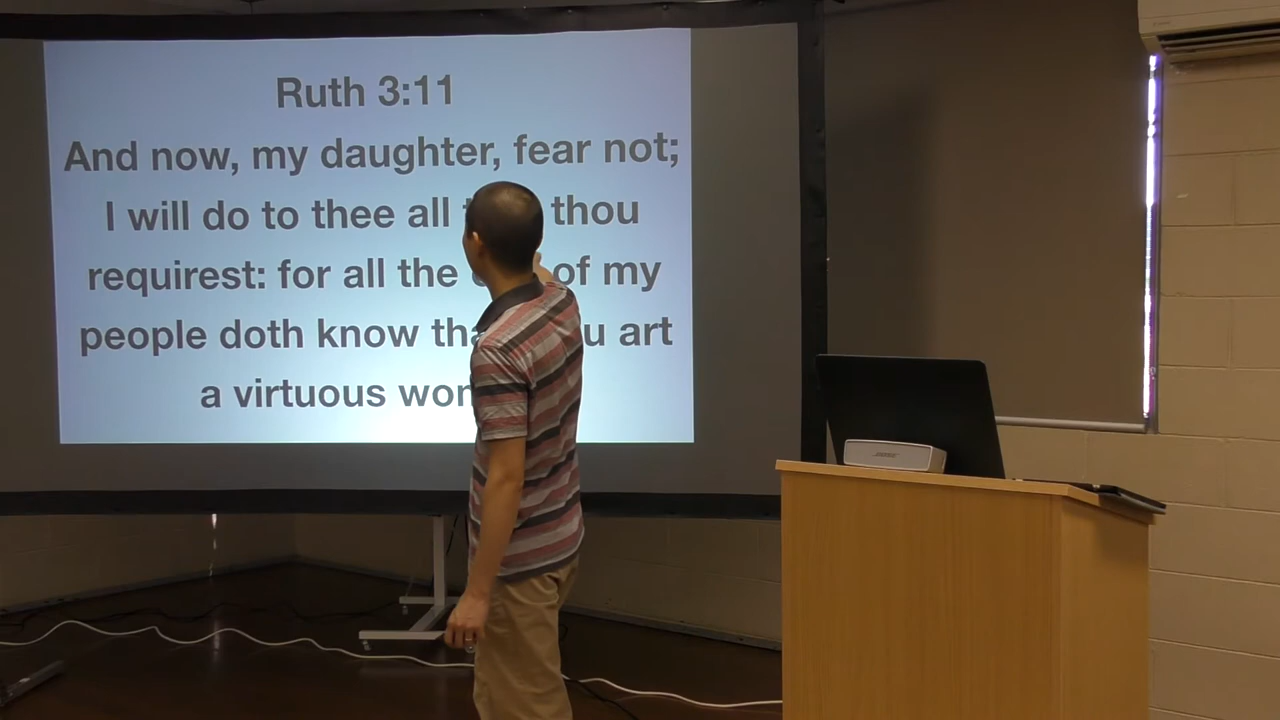 Ruth 3:11
And now, my daughter, fear not;
I will do to thee all thou
requirest: for all the of my
people doth know art
a virtuous
BOSE